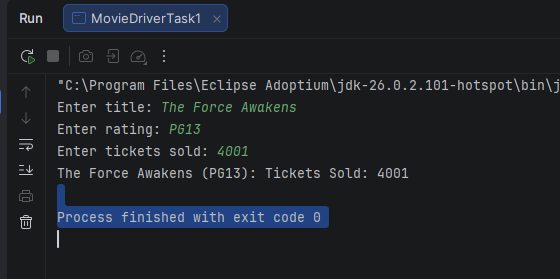 Run
MovieDriverTask1
"C:\Program Files\Eclipse Adoptium\jdk-26.0.2.101-hotspot\bin\j
Enter title: The Force Awakens
Enter rating: PG13
Enter tickets sold: 4001
The Force Awakens (PG13): Tickets Sold: 4001
Process finished with exit code 0